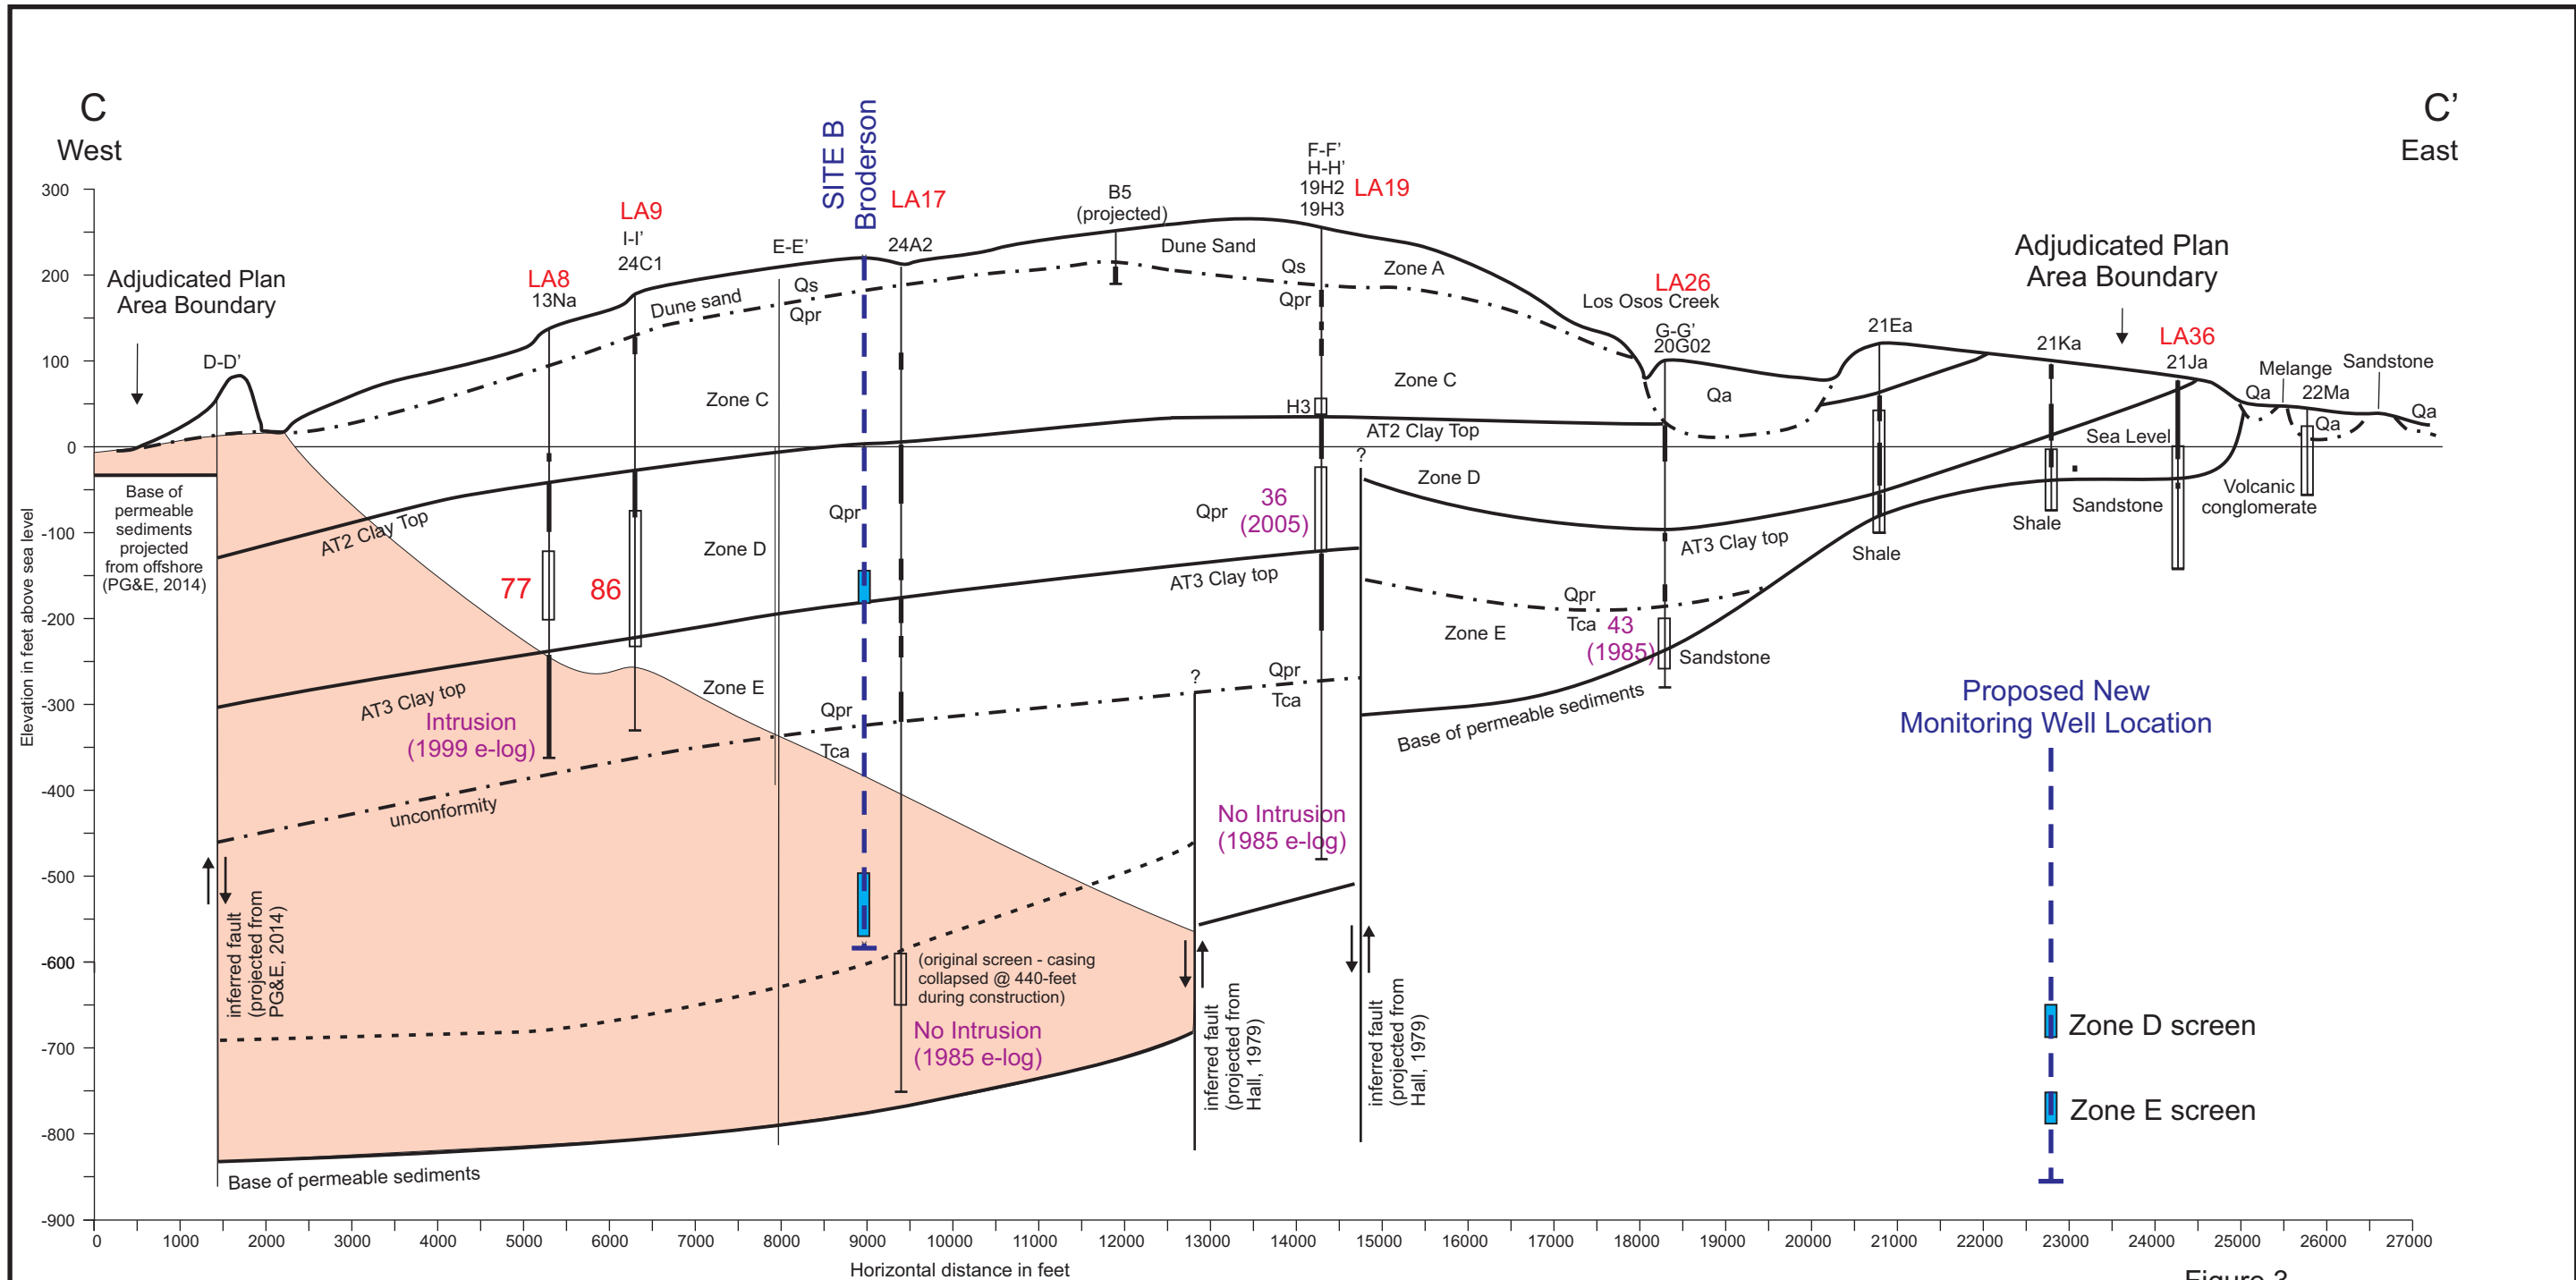 C
West
C’
East
SITE B
Broderson
F-F’
H-H’
19H2
19H3
LA19
LA9
I-I’
24C1
LA17
24A2
E-E’
B5
(projected)
LA8
13Na
Adjudicated Plan
Area Boundary
D-D’
Dune sand
Qs
Qpr
Dune Sand
Qs
Qpr
Zone A
LA26
Los Osos Creek
G-G’
20G02
21Ea
Adjudicated Plan
Area Boundary
21Ka
LA36
21Ja
Melange
Sandstone
Qa
22Ma
Qa
Qa
Qa
Zone C
Zone C
H3
AT2 Clay Top
Sea Level
Zone D
?
Base of
permeable
sediments
projected
from offshore
(PG&E, 2014)
AT2 Clay Top
Qpr
Zone D
Qpr
36
(2005)
77
86
AT3 Clay top
AT3 Clay top
Shale
Shale
Sandstone
Volcanic
conglomerate
Qpr
Tca
43
(1985)
Zone E
Sandstone
Base of permeable sediments
AT3 Clay top
Intrusion
(1999 e-log)
Zone E
Qpr
Tca
?
Qpr
Tca
unconformity
No Intrusion
(1985 e-log)
Proposed New
Monitoring Well Location
Zone D screen
Zone E screen
inferred fault
(projected from
PG&E, 2014)
(original screen - casing
collapsed @ 440-feet
during construction)
No Intrusion
(1985 e-log)
inferred fault
(projected from
Hall, 1979)
inferred fault
(projected from
Hall, 1979)
Base of permeable sediments
Elevation in feet above sea level
300
200
100
0
-100
-200
-300
-400
-500
-600
-700
-800
-900
0 1000 2000 3000 4000 5000 6000 7000 8000 9000 10000 11000 12000 13000 14000 15000 16000 17000 18000 19000 20000 21000 22000 23000 24000 25000 26000 27000
Horizontal distance in feet
Figure 3